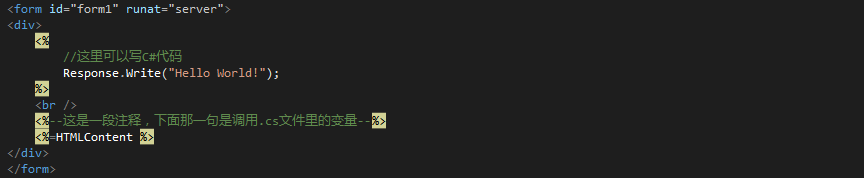 <form id="form1" runat="server">
<div>
<%
//这里可以写C#代码
Response.Write("Hello World!");
%>
<br />
<%--这是一段注释，下面那一句是调用.cs文件里的变量--%>
<%=HTMLContent %>
</div>
</form>